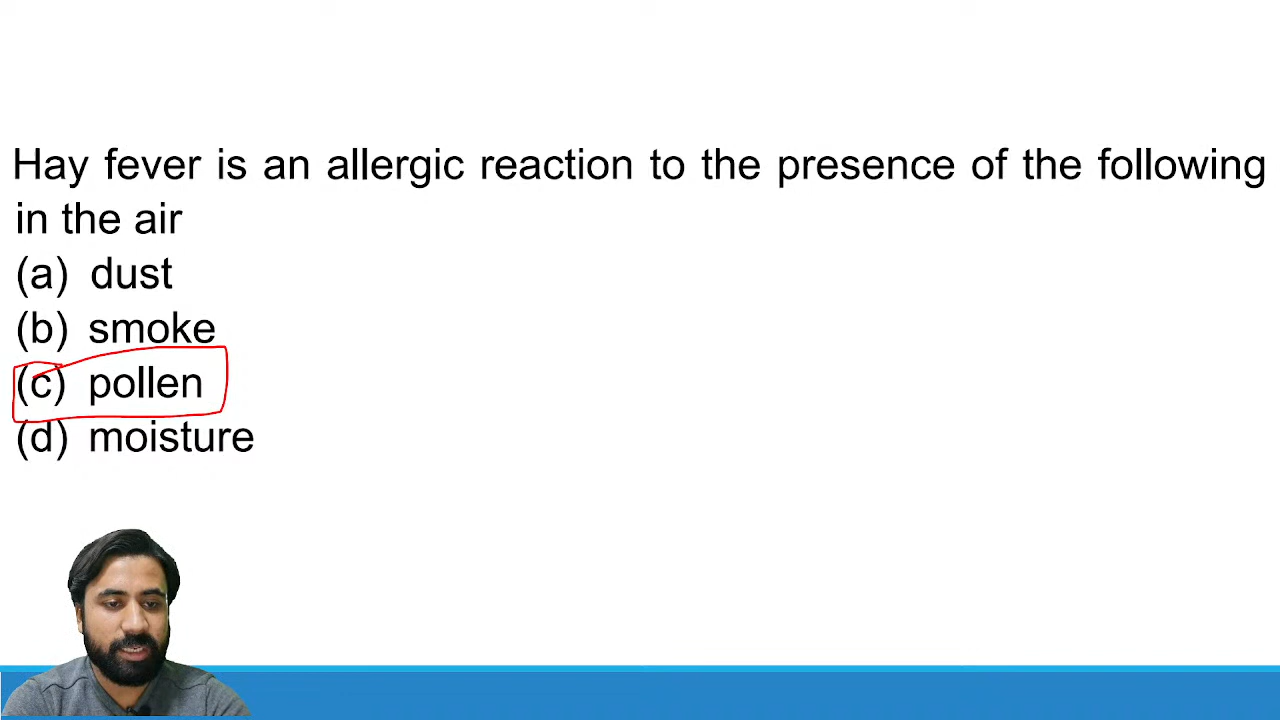 Hay fever is an allergic reaction to the presence of the following
in the air
(a) dust
(b) smoke
(c) pollen
(d) moisture